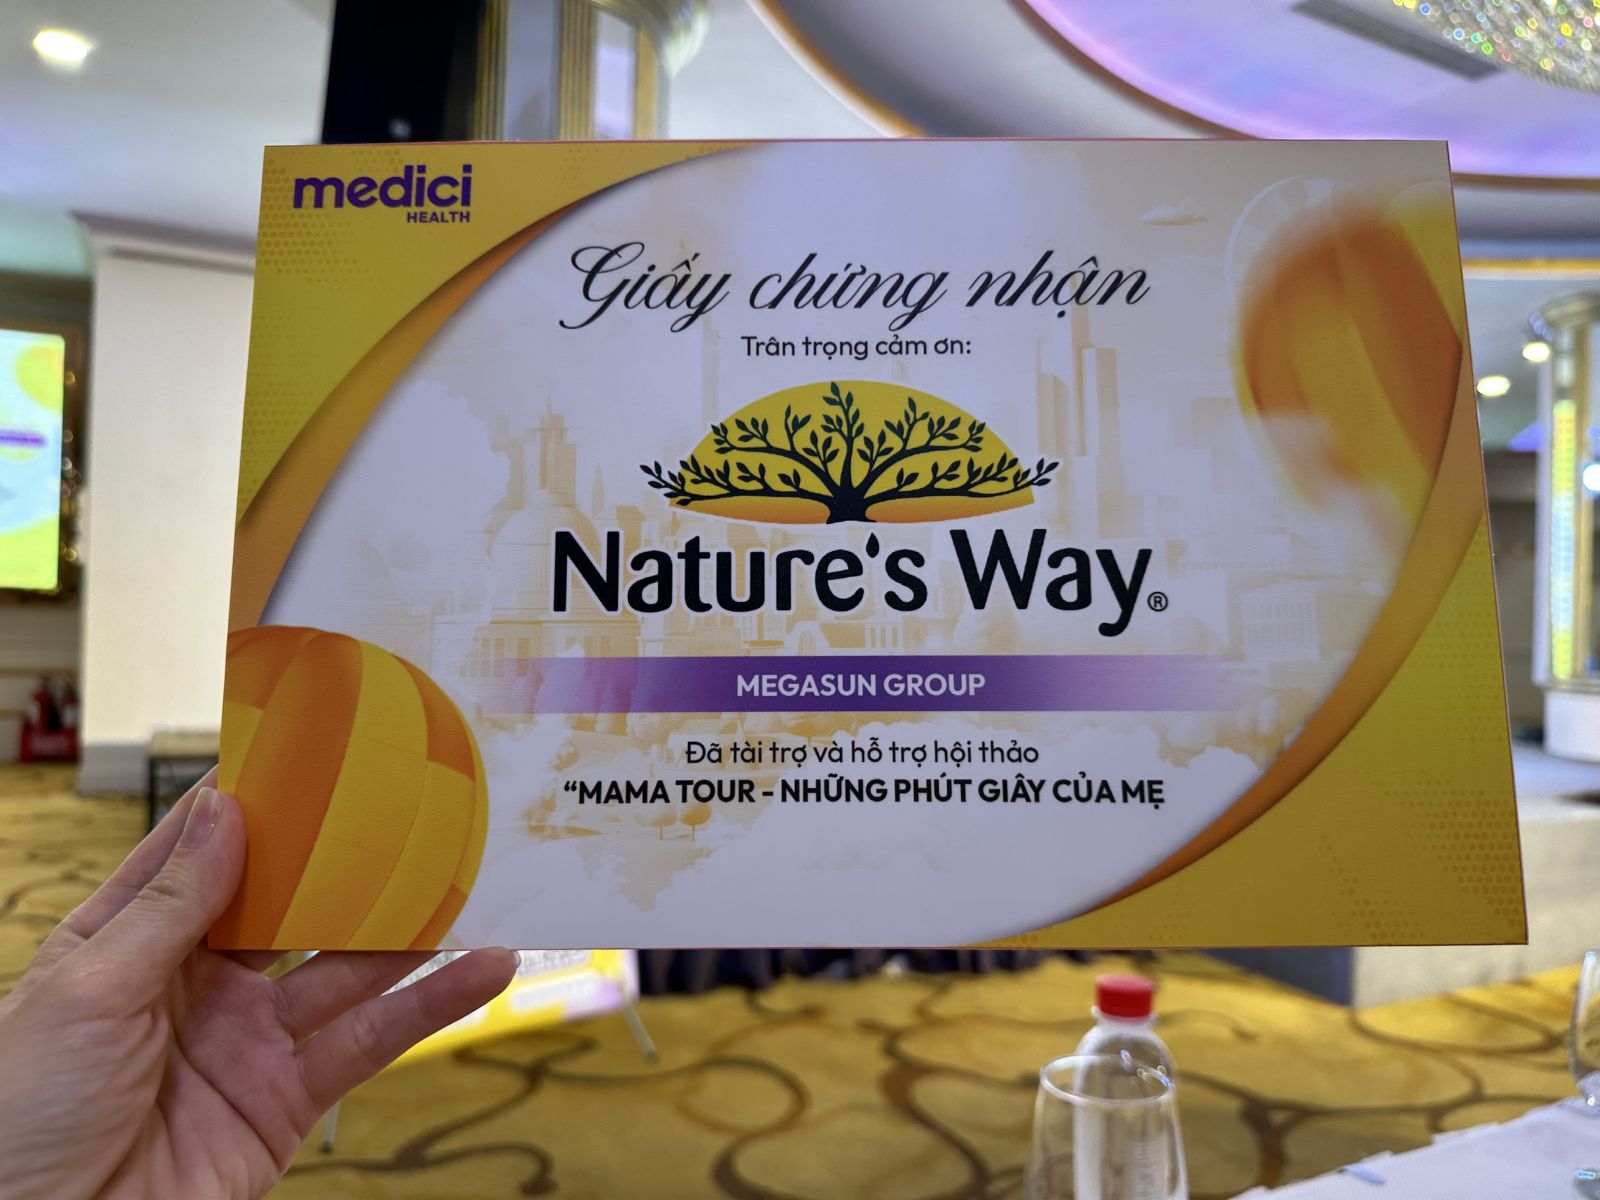 medici
HEALTH
Giấy chứng nhận
Trân trọng cảm ơn:
Nature's Way®
MEGASUN GROUP
Đã tài trợ và hỗ trợ hội thảo
“MAMA TOUR - NHỮNG PHÚT GIÂY CỦA MẸ